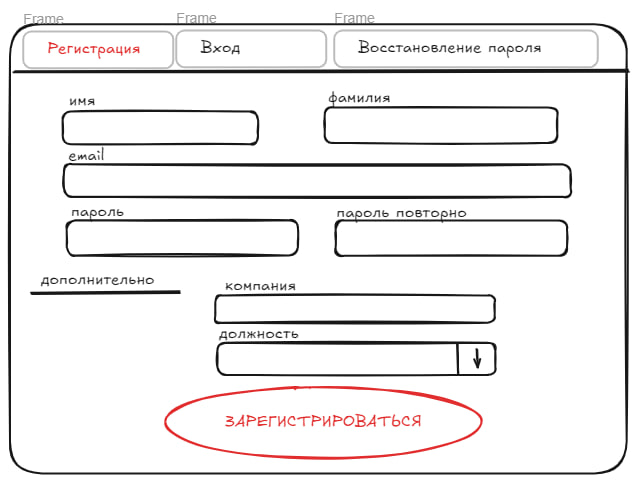 Frame Frame Frame
Регистрация Вход Восстановление пароля
имя фамилия
email
пароль пароль повторно
дополнительно
компания
должность
ЗАРЕГИСТРИРОВАТЬСЯ